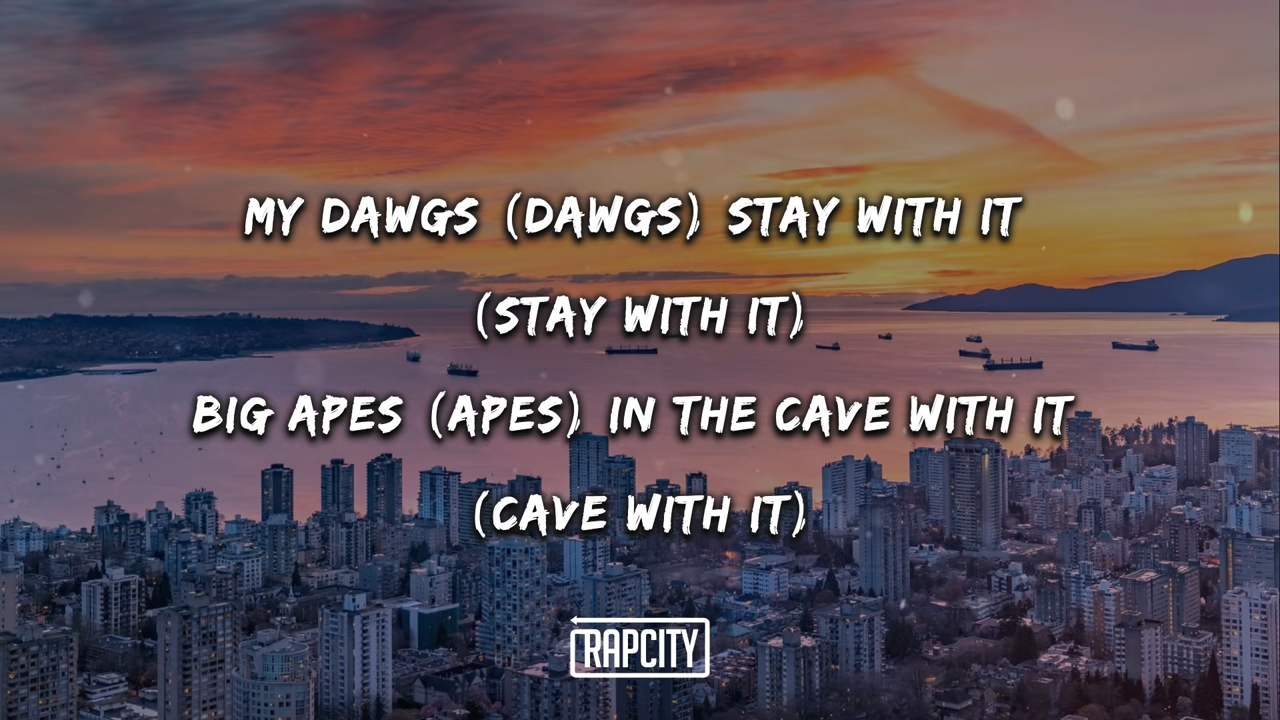 MY DAWGS (DAWGS) STAY WITH IT
(STAY WITH IT)
BIG APES (APES) IN THE CAVE WITH IT
(CAVE WITH IT)
RAPCITY